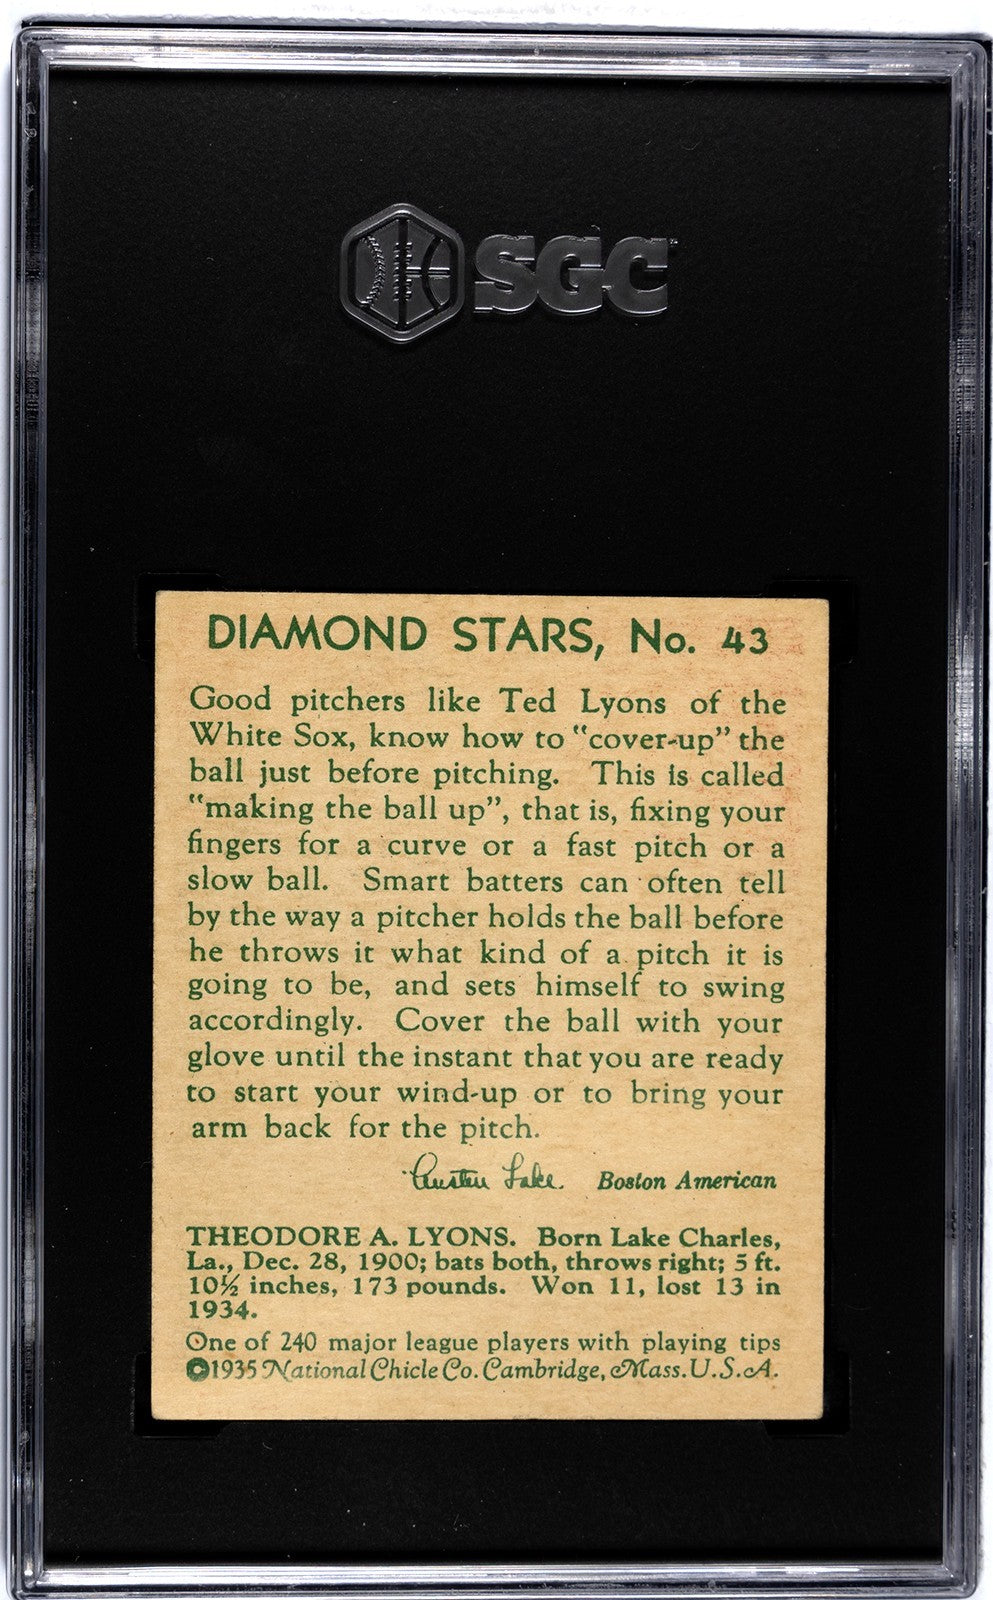 SGC
DIAMOND STARS, No. 43
Good pitchers like Ted Lyons of the
White Sox, know how to "cover-up" the
ball just before pitching. This is called
"making the ball up", that is, fixing your
fingers for a curve or a fast pitch or a
slow ball. Smart batters can often tell
by the way a pitcher holds the ball before
he throws it what kind of a pitch it is
going to be, and sets himself to swing
accordingly. Cover the ball with your
glove until the instant that you are ready
to start your wind-up or to bring your
arm back for the pitch.
Austen Lake Boston American
THEODORE A. LYONS. Born Lake Charles,
La., Dec. 28, 1900; bats both, throws right; 5 ft.
10½ inches, 173 pounds. Won 11, lost 13 in
1934.
One of 240 major league players with playing tips
©1935 National Chicle Co. Cambridge, Mass. U.S.A.